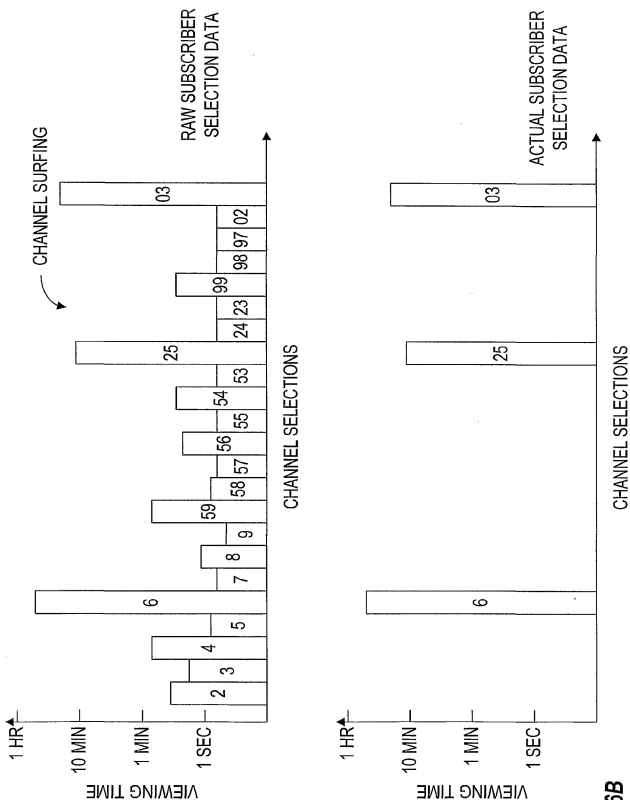 CHANNEL SURFING
RAW SUBSCRIBER
SELECTION DATA
VIEWING TIME
1 HR
10 MIN
1 MIN
1 SEC
2
3
4
5
6
7
8
9
59
58
57
56
55
54
53
25
24
23
99
98
97
02
03
CHANNEL SELECTIONS
ACTUAL SUBSCRIBER
SELECTION DATA
VIEWING TIME
1 HR
10 MIN
1 MIN
1 SEC
6
25
03
CHANNEL SELECTIONS
6B